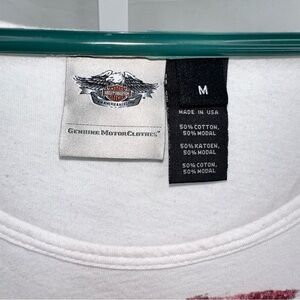 GENUINE MOTORCLOTHES
M
MADE IN USA
50% COTTON,
50% MODAL
50% KATOEN,
50% MODAL
50% COTON,
50% MODAL